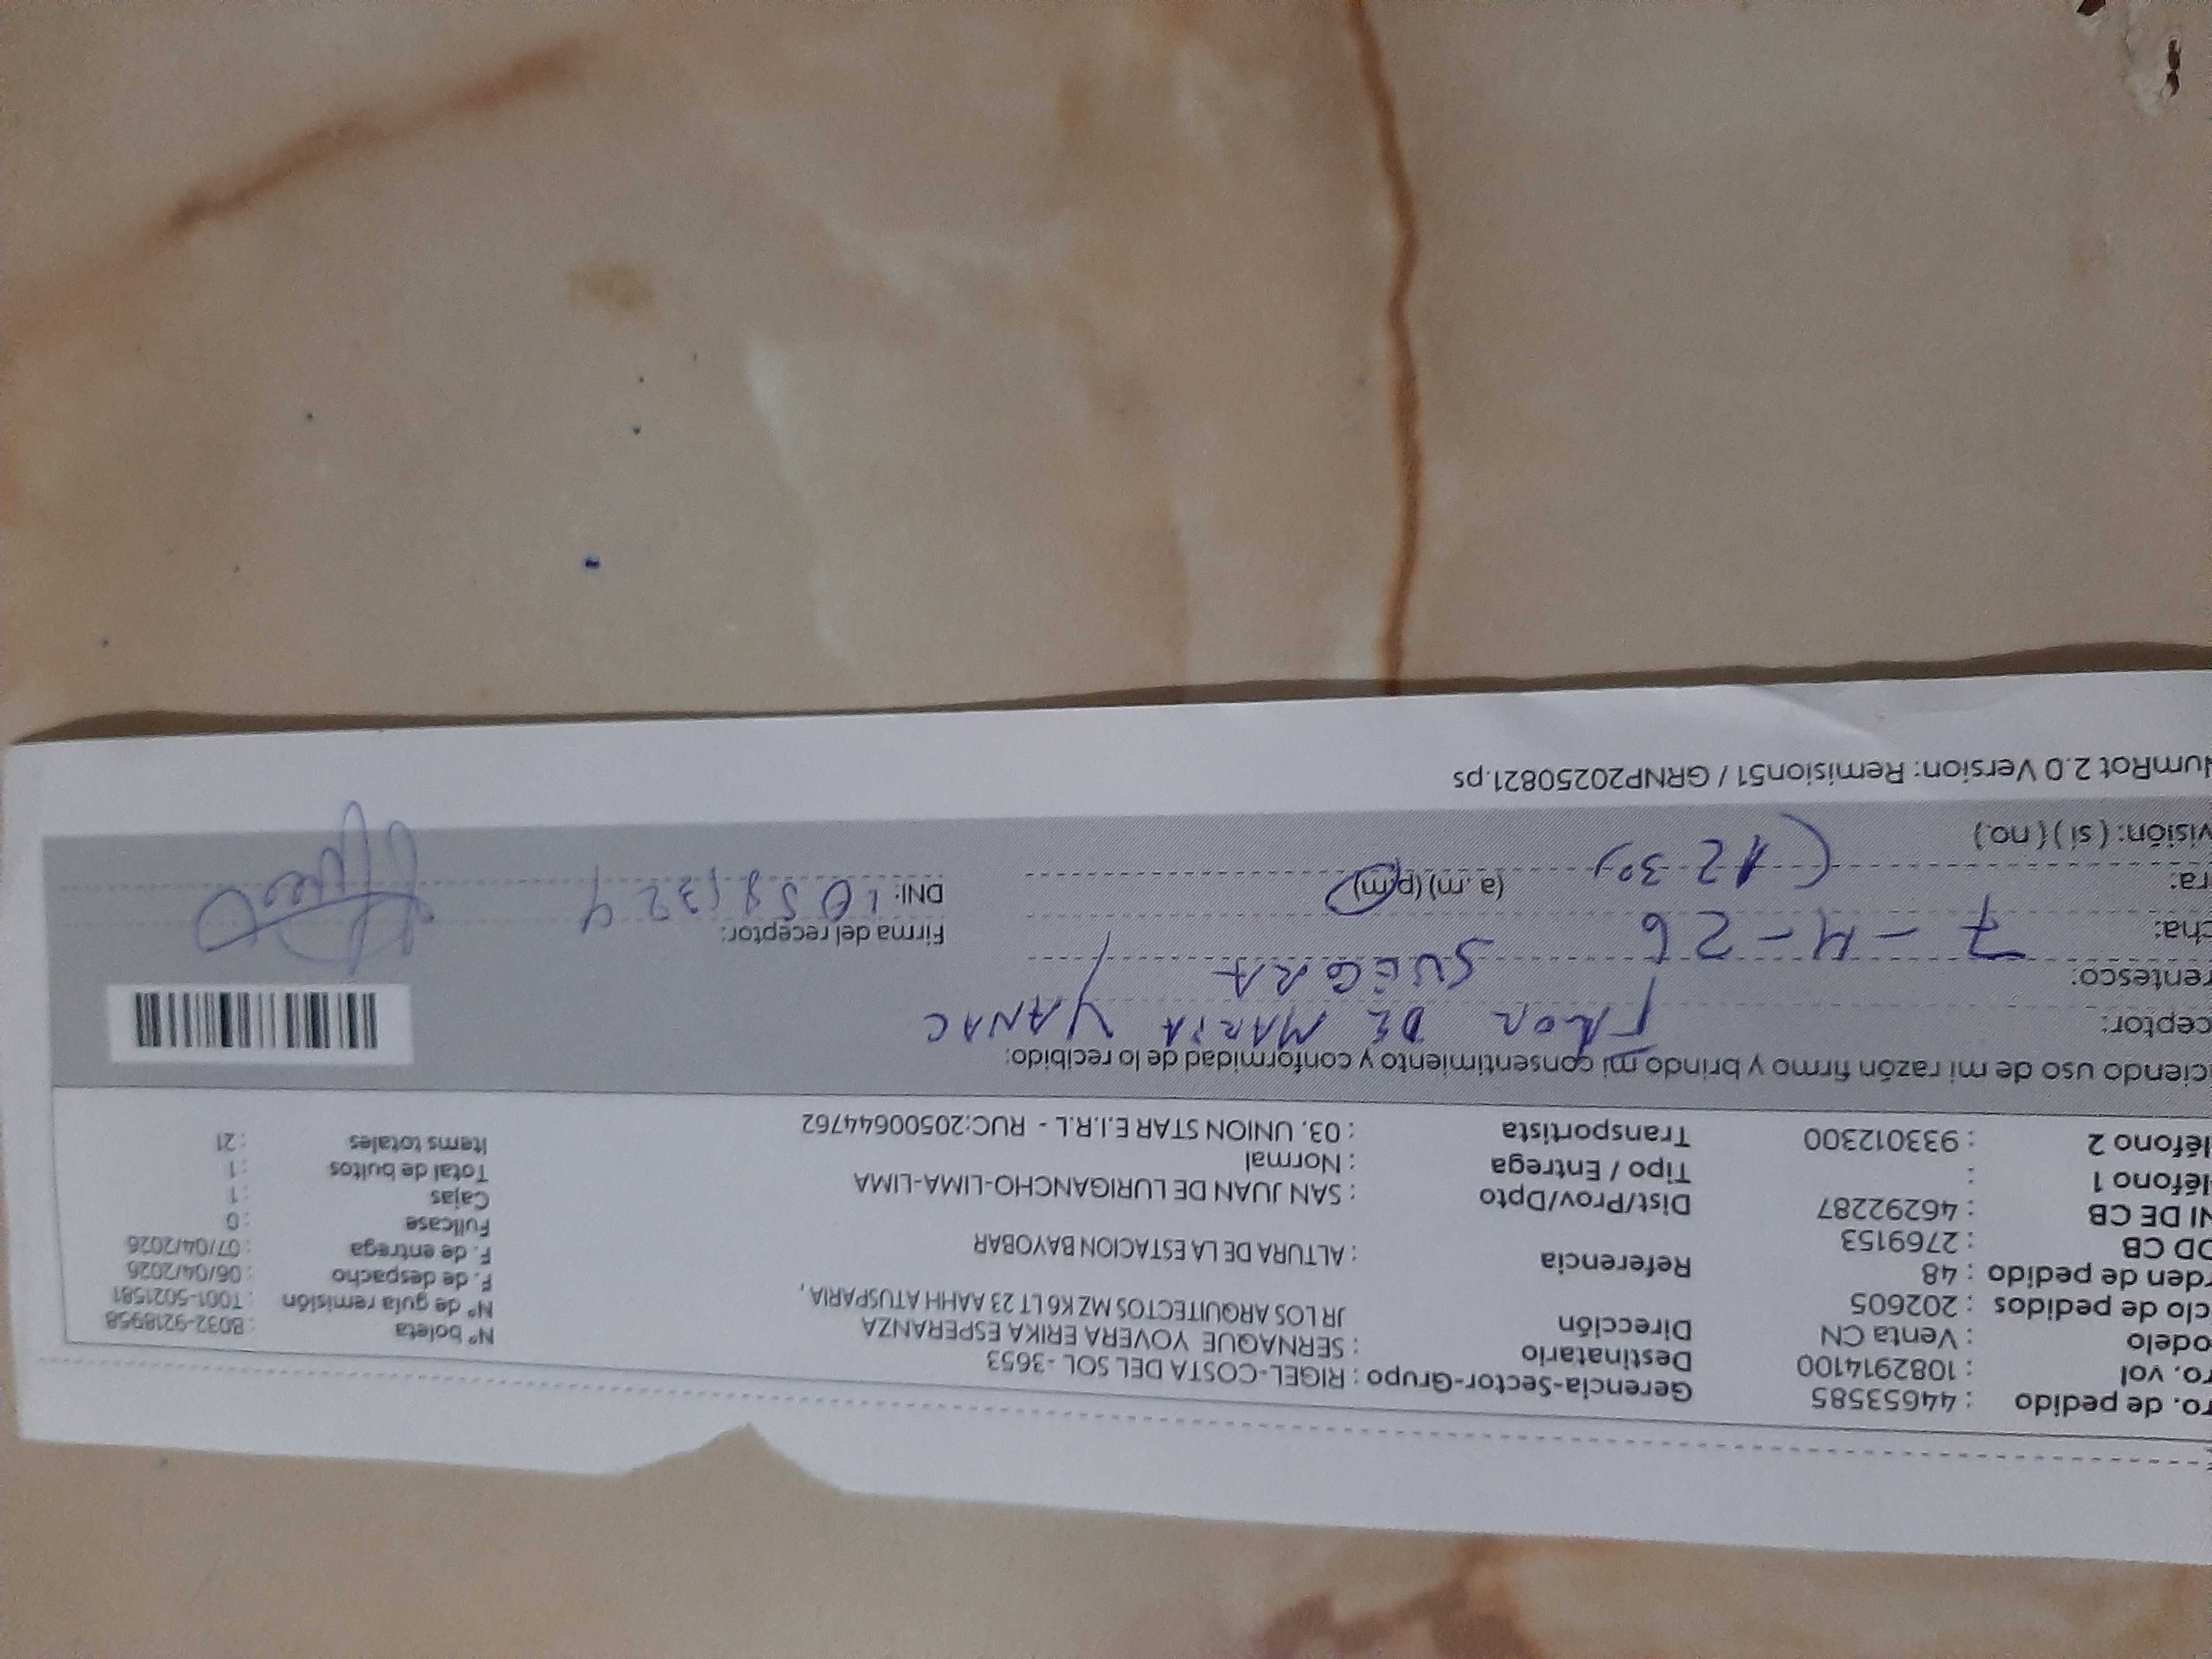 ro. de pedido : 44653585 Gerencia-Sector-Grupo : RIGEL-COSTA DEL SOL -3653
ro. vol : 1082914100 Destinatario : SERNAQUE YOVERA ERIKA ESPERANZA Nº boleta : B032-9218958
odelo : Venta CN Dirección JR LOS ARQUITECTOS MZ K6 LT 23 AAHH ATUSPARIA, Nº de guía remisión : T001-5021581
clo de pedidos : 202605 F. de despacho : 06/04/2026
rden de pedido : 48 Referencia : ALTURA DE LA ESTACION BAYOBAR F. de entrega : 07/04/2026
OD CB : 2769153 Fullcase : 0
NI DE CB : 46292287 Dist/Prov/Dpto : SAN JUAN DE LURIGANCHO-LIMA-LIMA Cajas : 1
léfono 1 : Tipo / Entrega : Normal Total de bultos : 1
léfono 2 : 933012300 Transportista : 03. UNION STAR E.I.R.L - RUC:20500644762 Items totales : 21
ciendo uso de mi razón firmo y brindo mi consentimiento y conformidad de lo recibido:
ceptor: FLOR DE MARIA YANAC
rentesco: SUEGRA
cha: 7-4-26 Firma del receptor:
ra: (12 30) (a. m) (p.m) DNI:
visión: ( sí ) ( no )
NumRot 2.0 Version: Remision51 / GRNP20250821.ps